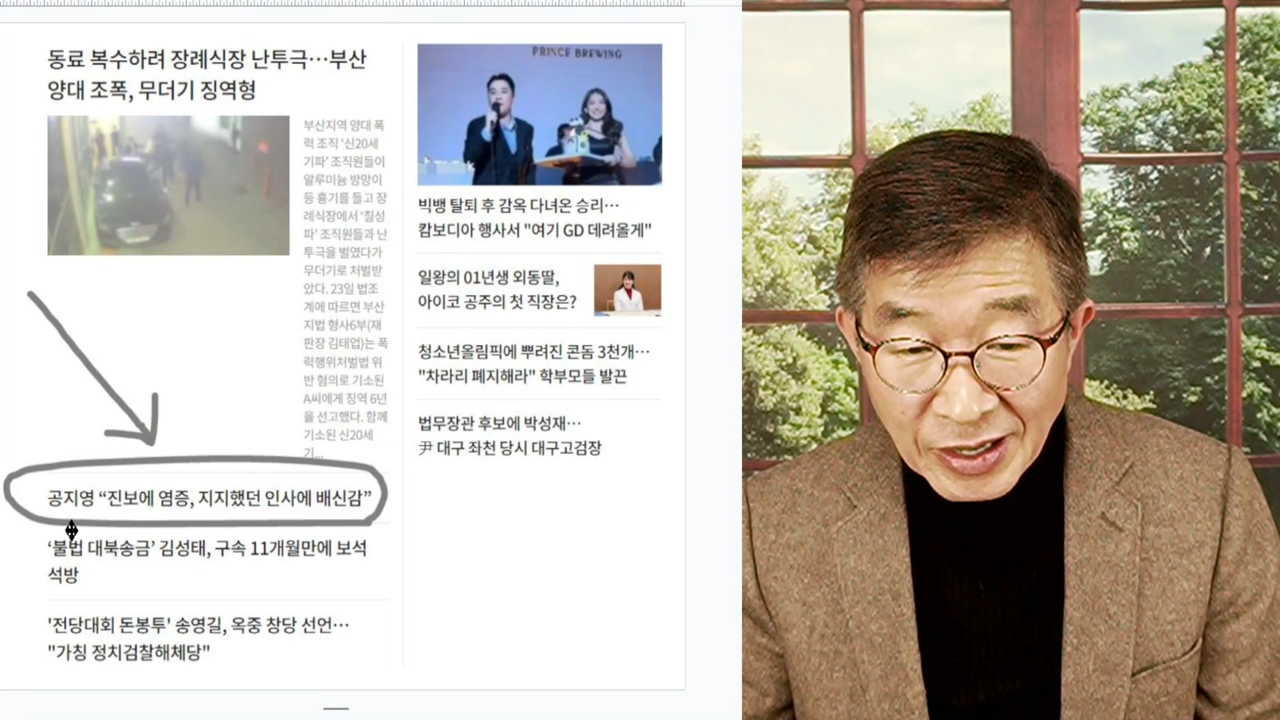 동료 복수하려 장례식장 난투극…부산
양대 조폭, 무더기 징역형
부산지역 양대 폭
력 조직 ‘신20세
기파’ 조직원들이
알루미늄 방망이
등 흉기를 들고 장
례식장에서 ‘칠성
파’ 조직원들과 난
투극을 벌였다가
무더기로 처벌받
았다. 23일 법조
계에 따르면 부산
지법 형사6부(재
판장 김태업)는 폭
력행위처벌법 위
반 혐의로 기소된
A씨에게 징역 6년
을 선고했다. 함께
기소된 신20세
기...
공지영 “진보에 염증, 지지했던 인사에 배신감”
‘불법 대북송금’ 김성태, 구속 11개월만에 보석
석방
'전당대회 돈봉투' 송영길, 옥중 창당 선언…
"가칭 정치검찰해체당"
PRINCE BREWING
빅뱅 탈퇴 후 감옥 다녀온 승리…
캄보디아 행사서 "여기 GD 데려올게"
일왕의 01년생 외동딸,
아이코 공주의 첫 직장은?
청소년올림픽에 뿌려진 콘돔 3천개…
"차라리 폐지해라" 학부모들 발끈
법무장관 후보에 박성재…
尹 대구 좌천 당시 대구고검장